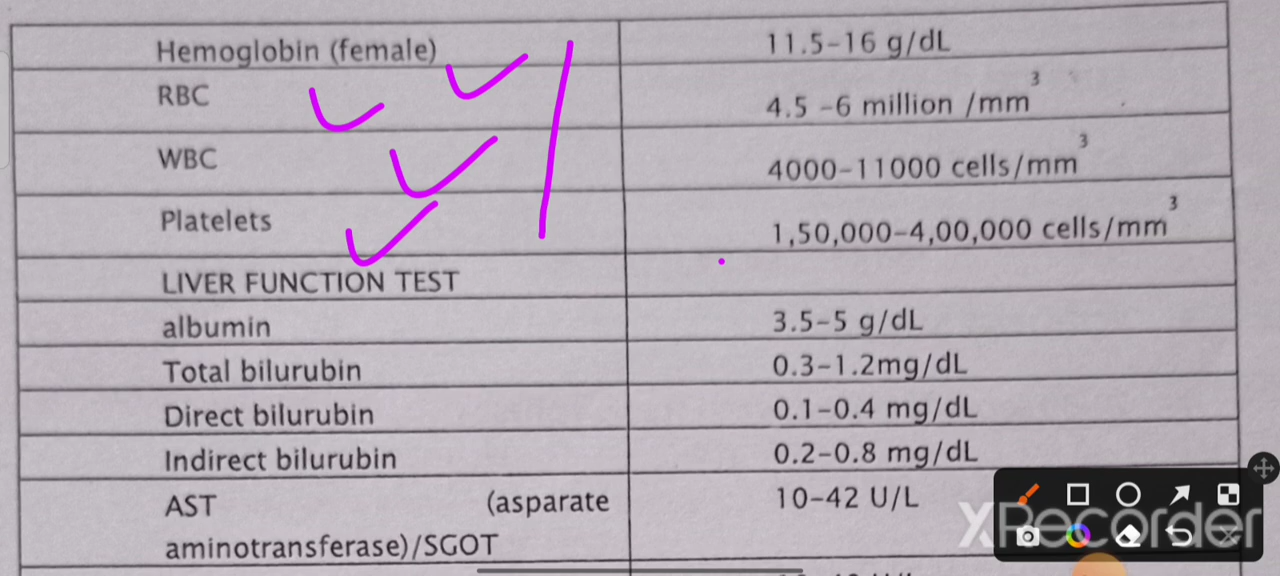 Hemoglobin (female) 11.5-16 g/dL
RBC 4.5 -6 million /mm³
WBC 4000-11000 cells/mm³
Platelets 1,50,000-4,00,000 cells/mm³
LIVER FUNCTION TEST
albumin 3.5-5 g/dL
Total bilurubin 0.3-1.2mg/dL
Direct bilurubin 0.1-0.4 mg/dL
Indirect bilurubin 0.2-0.8 mg/dL
AST (asparate 10-42 U/L
aminotransferase)/SGOT
XRecorder